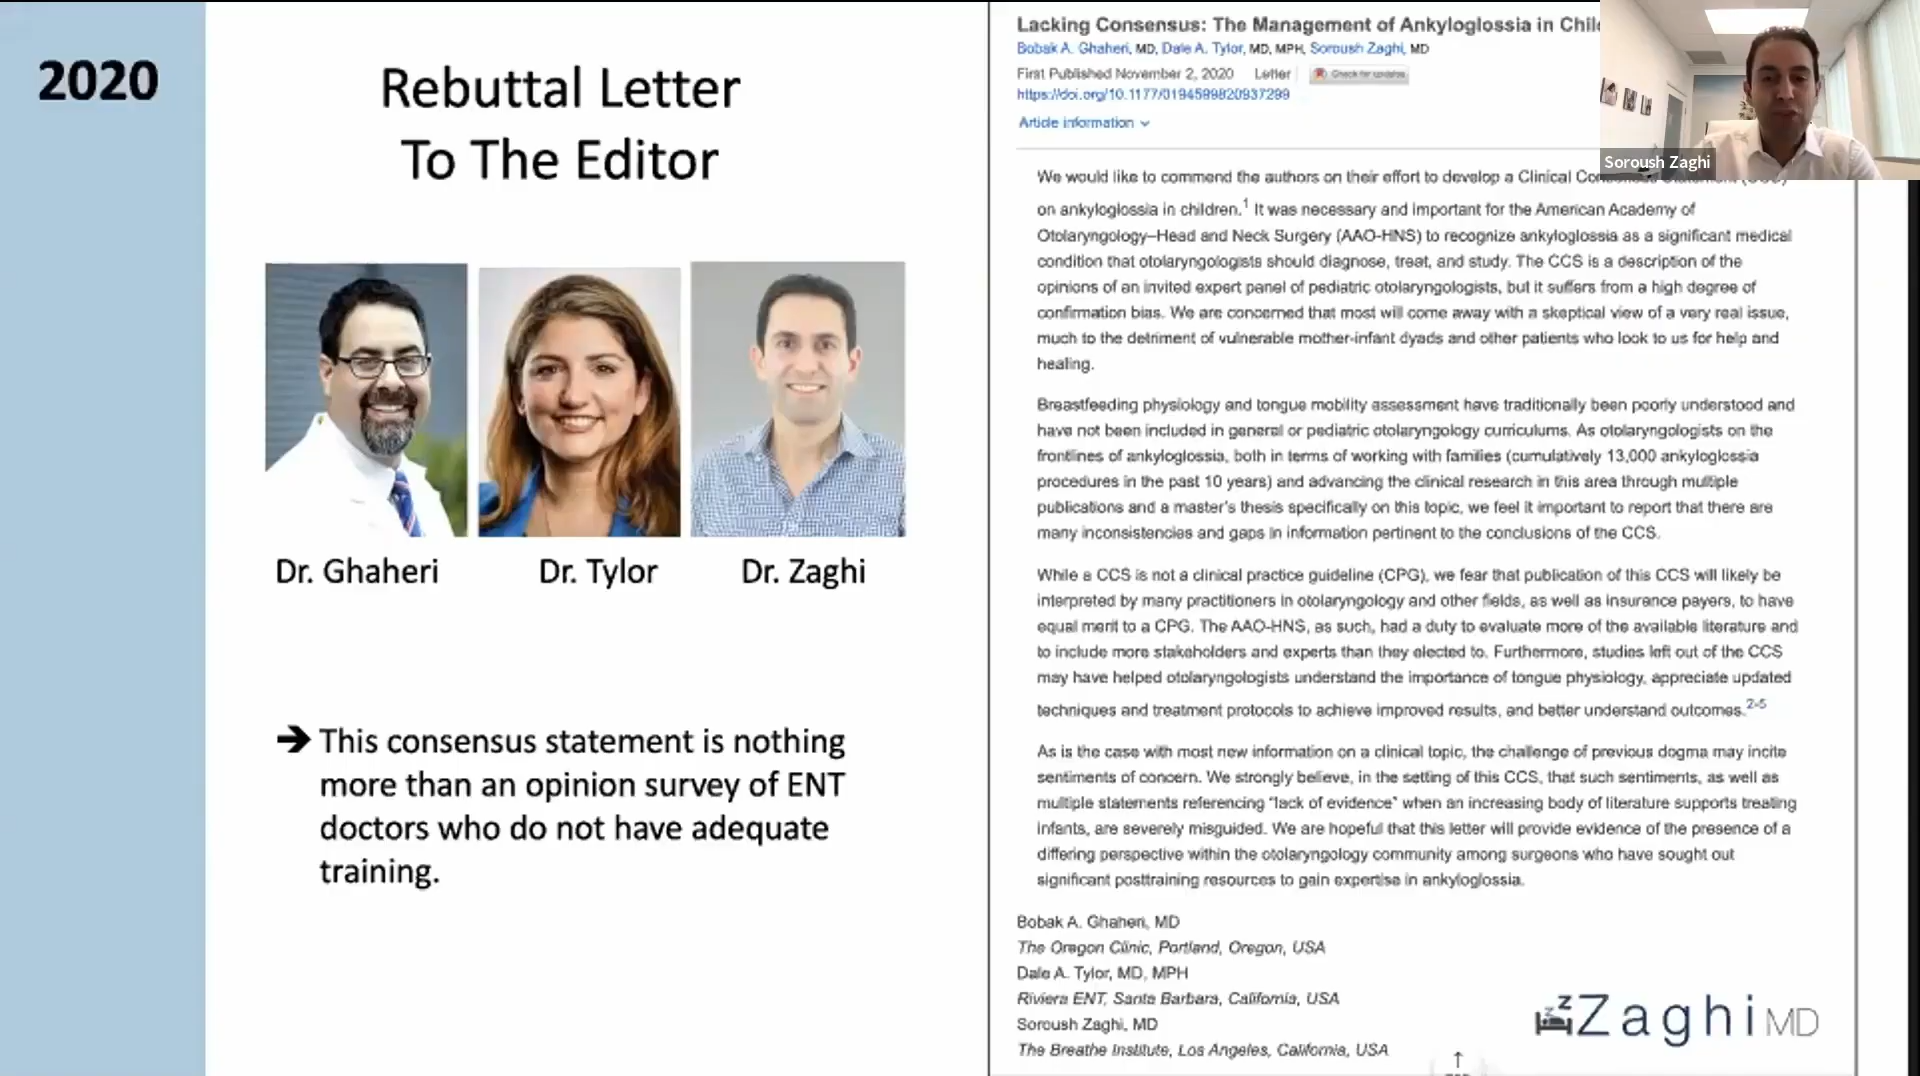 2020
Rebuttal Letter
To The Editor
Dr. Ghaheri
Dr. Tylor
Dr. Zaghi
➔ This consensus statement is nothing
more than an opinion survey of ENT
doctors who do not have adequate
training.
Lacking Consensus: The Management of Ankyloglossia in
Bobak A. Ghaheri, MD, Dale A. Tylor, MD, MPH, Soroush Zaghi, MD
First Published November 2, 2020 Letter Check for updates
https://doi.org/10.1177/0194599820937299
Article information
We would like to commend the authors on their effort to develop a Clinical
on ankyloglossia in children.1 It was necessary and important for the American Academy of
Otolaryngology–Head and Neck Surgery (AAO-HNS) to recognize ankyloglossia as a significant medical
condition that otolaryngologists should diagnose, treat, and study. The CCS is a description of the
opinions of an invited expert panel of pediatric otolaryngologists, but it suffers from a high degree of
confirmation bias. We are concerned that most will come away with a skeptical view of a very real issue,
much to the detriment of vulnerable mother-infant dyads and other patients who look to us for help and
healing.
Breastfeeding physiology and tongue mobility assessment have traditionally been poorly understood and
have not been included in general or pediatric otolaryngology curriculums. As otolaryngologists on the
frontlines of ankyloglossia, both in terms of working with families (cumulatively 13,000 ankyloglossia
procedures in the past 10 years) and advancing the clinical research in this area through multiple
publications and a master's thesis specifically on this topic, we feel it important to report that there are
many inconsistencies and gaps in information pertinent to the conclusions of the CCS.
While a CCS is not a clinical practice guideline (CPG), we fear that publication of this CCS will likely be
interpreted by many practitioners in otolaryngology and other fields, as well as insurance payers, to have
equal merit to a CPG. The AAO-HNS, as such, had a duty to evaluate more of the available literature and
to include more stakeholders and experts than they elected to. Furthermore, studies left out of the CCS
may have helped otolaryngologists understand the importance of tongue physiology, appreciate updated
techniques and treatment protocols to achieve improved results, and better understand outcomes.2-5
As is the case with most new information on a clinical topic, the challenge of previous dogma may incite
sentiments of concern. We strongly believe, in the setting of this CCS, that such sentiments, as well as
multiple statements referencing "lack of evidence" when an increasing body of literature supports treating
infants, are severely misguided. We are hopeful that this letter will provide evidence of the presence of a
differing perspective within the otolaryngology community among surgeons who have sought out
significant posttraining resources to gain expertise in ankyloglossia.
Bobak A. Ghaheri, MD
The Oregon Clinic, Portland, Oregon, USA
Dale A. Tylor, MD, MPH
Riviera ENT, Santa Barbara, California, USA
Soroush Zaghi, MD
The Breathe Institute, Los Angeles, California, USA
zzZ Zaghi MD
Soroush Zaghi